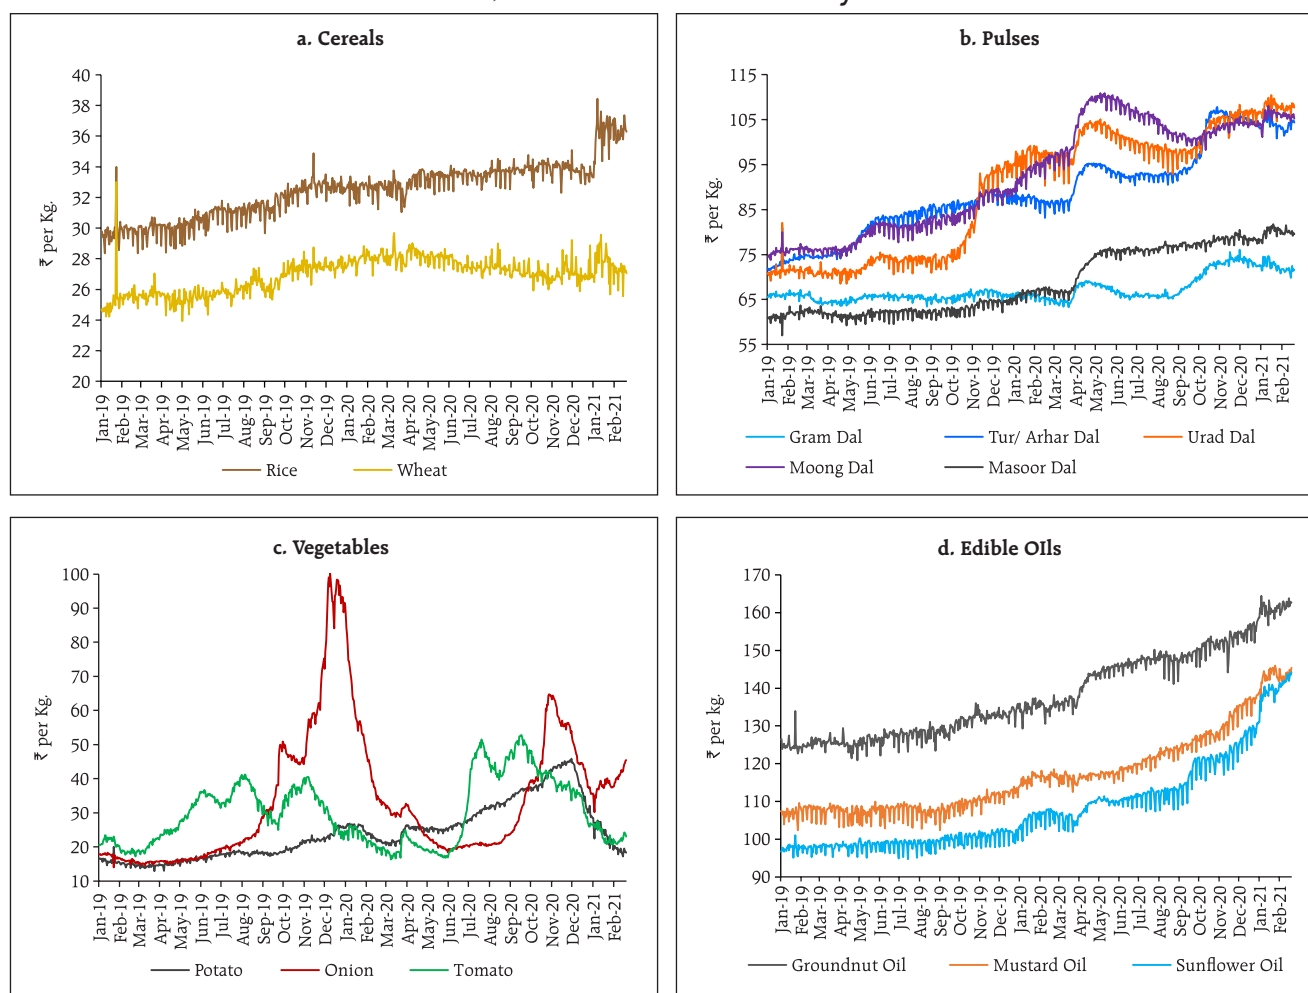 a. Cereals
₹ per Kg.
40
38
36
34
32
30
28
26
24
22
20
Jan-19
Feb-19
Mar-19
Apr-19
May-19
Jun-19
Jul-19
Aug-19
Sep-19
Oct-19
Nov-19
Dec-19
Jan-20
Feb-20
Mar-20
Apr-20
May-20
Jun-20
Jul-20
Aug-20
Sep-20
Oct-20
Nov-20
Dec-20
Jan-21
Feb-21
Rice Wheat
b. Pulses
₹ per Kg.
115
105
95
85
75
65
55
Jan-19
Feb-19
Mar-19
Apr-19
May-19
Jun-19
Jul-19
Aug-19
Sep-19
Oct-19
Nov-19
Dec-19
Jan-20
Feb-20
Mar-20
Apr-20
May-20
Jun-20
Jul-20
Aug-20
Sep-20
Oct-20
Nov-20
Dec-20
Jan-21
Feb-21
Gram Dal Tur/ Arhar Dal Urad Dal
Moong Dal Masoor Dal
c. Vegetables
₹ per Kg.
100
90
80
70
60
50
40
30
20
10
Jan-19
Feb-19
Mar-19
Apr-19
May-19
Jun-19
Jul-19
Aug-19
Sep-19
Oct-19
Nov-19
Dec-19
Jan-20
Feb-20
Mar-20
Apr-20
May-20
Jun-20
Jul-20
Aug-20
Sep-20
Oct-20
Nov-20
Dec-20
Jan-21
Feb-21
Potato Onion Tomato
d. Edible OIls
₹ per kg.
170
160
150
140
130
120
110
100
90
Jan-19
Feb-19
Mar-19
Apr-19
May-19
Jun-19
Jul-19
Aug-19
Sep-19
Oct-19
Nov-19
Dec-19
Jan-20
Feb-20
Mar-20
Apr-20
May-20
Jun-20
Jul-20
Aug-20
Sep-20
Oct-20
Nov-20
Dec-20
Jan-21
Feb-21
Groundnut Oil Mustard Oil Sunflower Oil